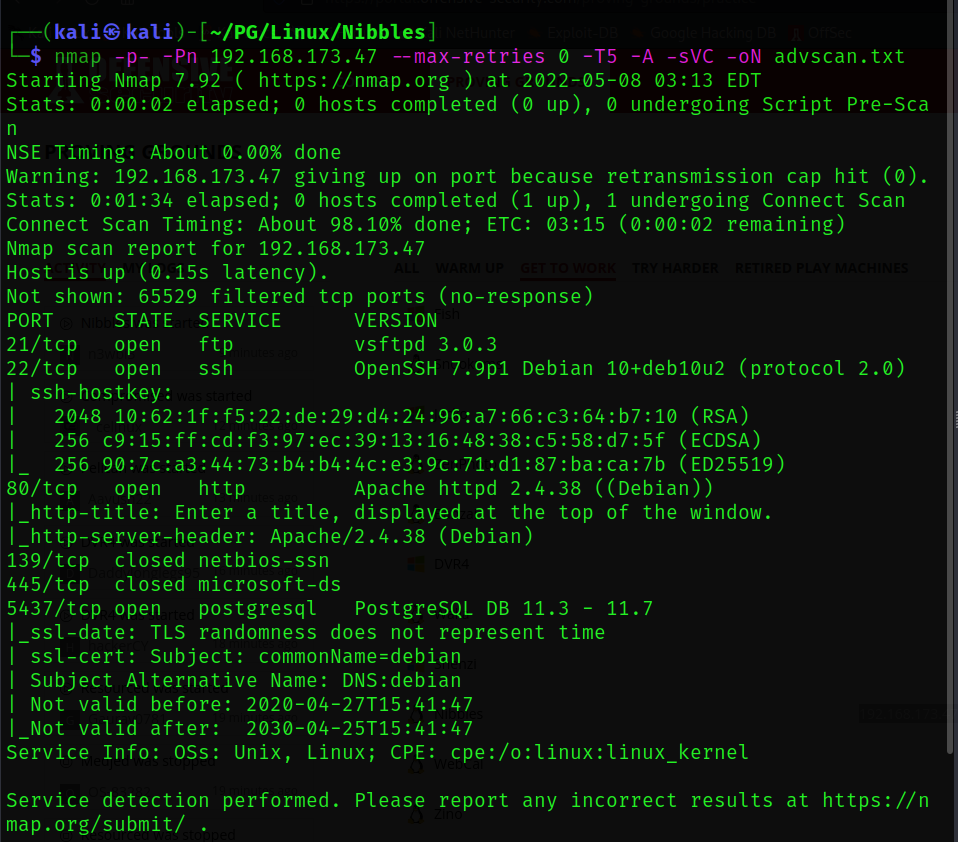 ┌──(kali㉿kali)-[~/PG/Linux/Nibbles]
└─$ nmap -p- -Pn 192.168.173.47 --max-retries 0 -T5 -A -sVC -oN advscan.txt
Starting Nmap 7.92 ( https://nmap.org ) at 2022-05-08 03:13 EDT
Stats: 0:00:02 elapsed; 0 hosts completed (0 up), 0 undergoing Script Pre-Sca
n
NSE Timing: About 0.00% done
Warning: 192.168.173.47 giving up on port because retransmission cap hit (0).
Stats: 0:01:34 elapsed; 0 hosts completed (1 up), 1 undergoing Connect Scan
Connect Scan Timing: About 98.10% done; ETC: 03:15 (0:00:02 remaining)
Nmap scan report for 192.168.173.47
Host is up (0.15s latency).
ALL WARM UP GET TO WORK TRY HARDER RETIRED PLAY MACHINES
Not shown: 65529 filtered tcp ports (no-response)
PORT     STATE  SERVICE      VERSION
21/tcp   open   ftp          vsftpd 3.0.3
22/tcp   open   ssh          OpenSSH 7.9p1 Debian 10+deb10u2 (protocol 2.0)
| ssh-hostkey:
|   2048 10:62:1f:f5:22:de:29:d4:24:96:a7:66:c3:64:b7:10 (RSA)
|   256 c9:15:ff:cd:f3:97:ec:39:13:16:48:38:c5:58:d7:5f (ECDSA)
|_  256 90:7c:a3:44:73:b4:b4:4c:e3:9c:71:d1:87:ba:ca:7b (ED25519)
80/tcp   open   http         Apache httpd 2.4.38 ((Debian))
|_http-title: Enter a title, displayed at the top of the window.
|_http-server-header: Apache/2.4.38 (Debian)
139/tcp  closed netbios-ssn
DVR4
445/tcp  closed microsoft-ds
5437/tcp open   postgresql   PostgreSQL DB 11.3 - 11.7
|_ssl-date: TLS randomness does not represent time
| ssl-cert: Subject: commonName=debian
| Subject Alternative Name: DNS:debian
| Not valid before: 2020-04-27T15:41:47
|_Not valid after:  2030-04-25T15:41:47
Service Info: OSs: Unix, Linux; CPE: cpe:/o:linux:linux_kernel
Service detection performed. Please report any incorrect results at https://n
map.org/submit/ .